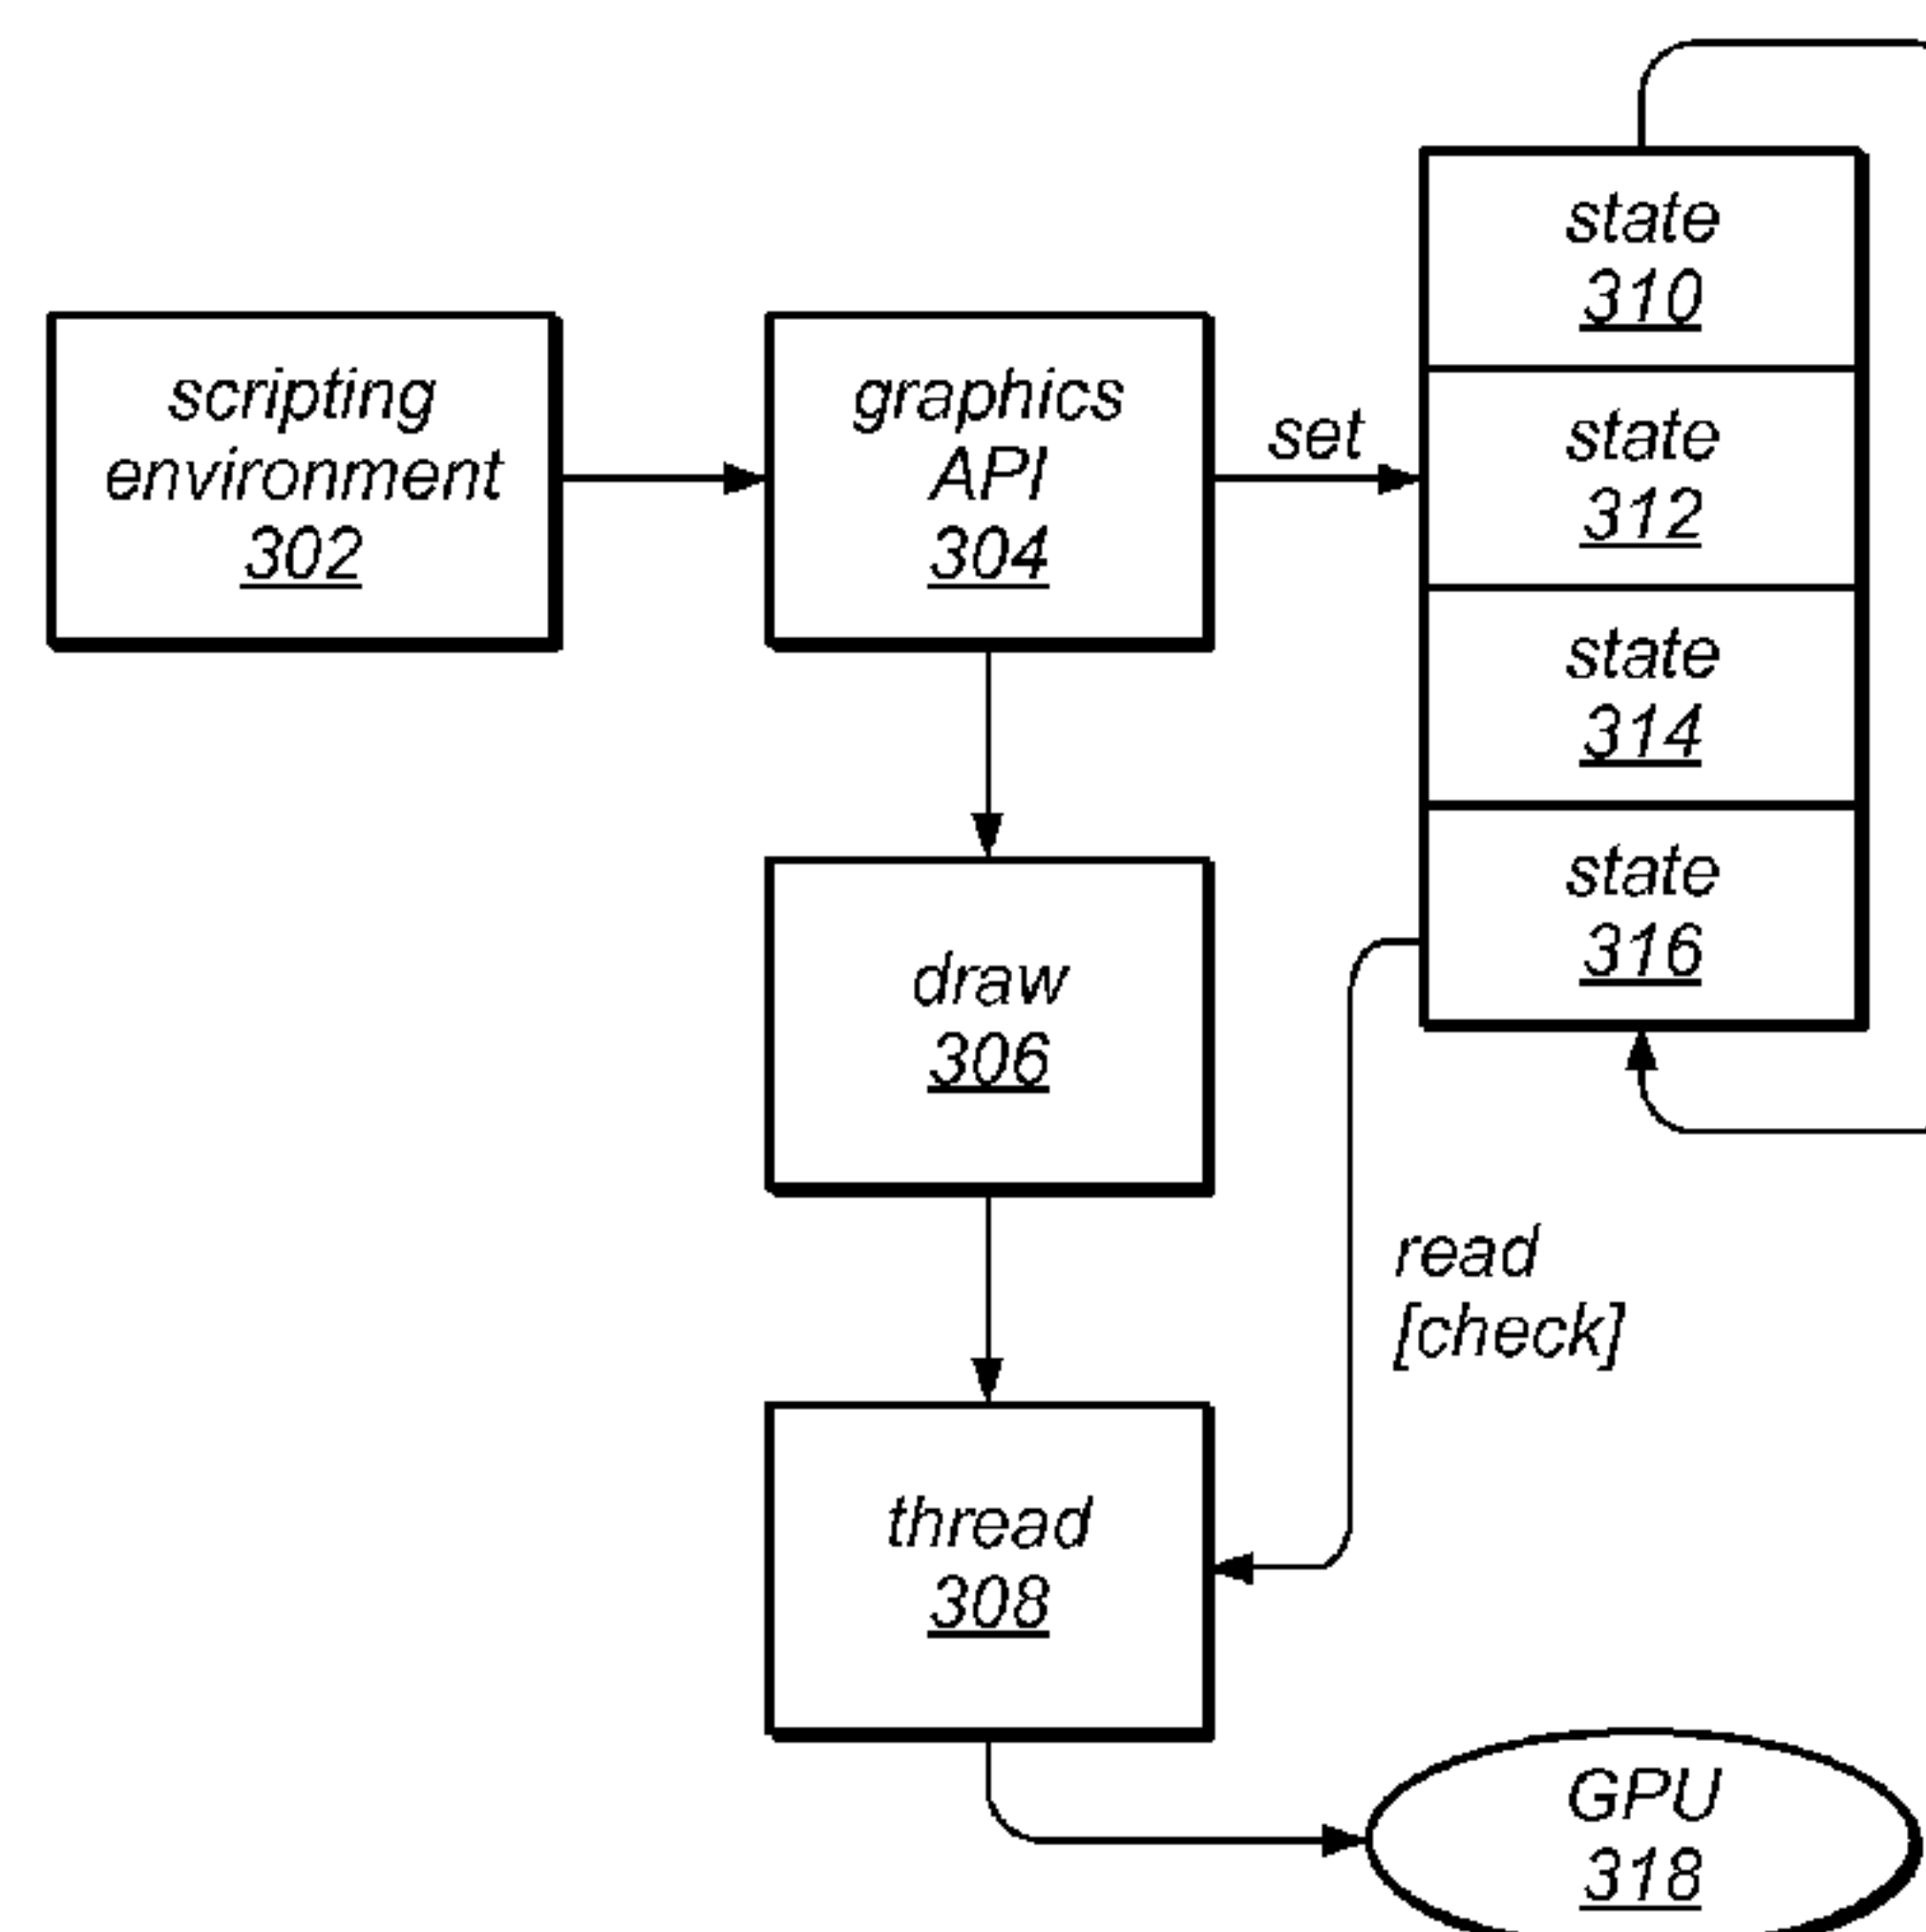 scripting
environment
302
graphics
API
304
set
state
310
state
312
state
314
state
316
draw
306
read
[check]
thread
308
GPU
318